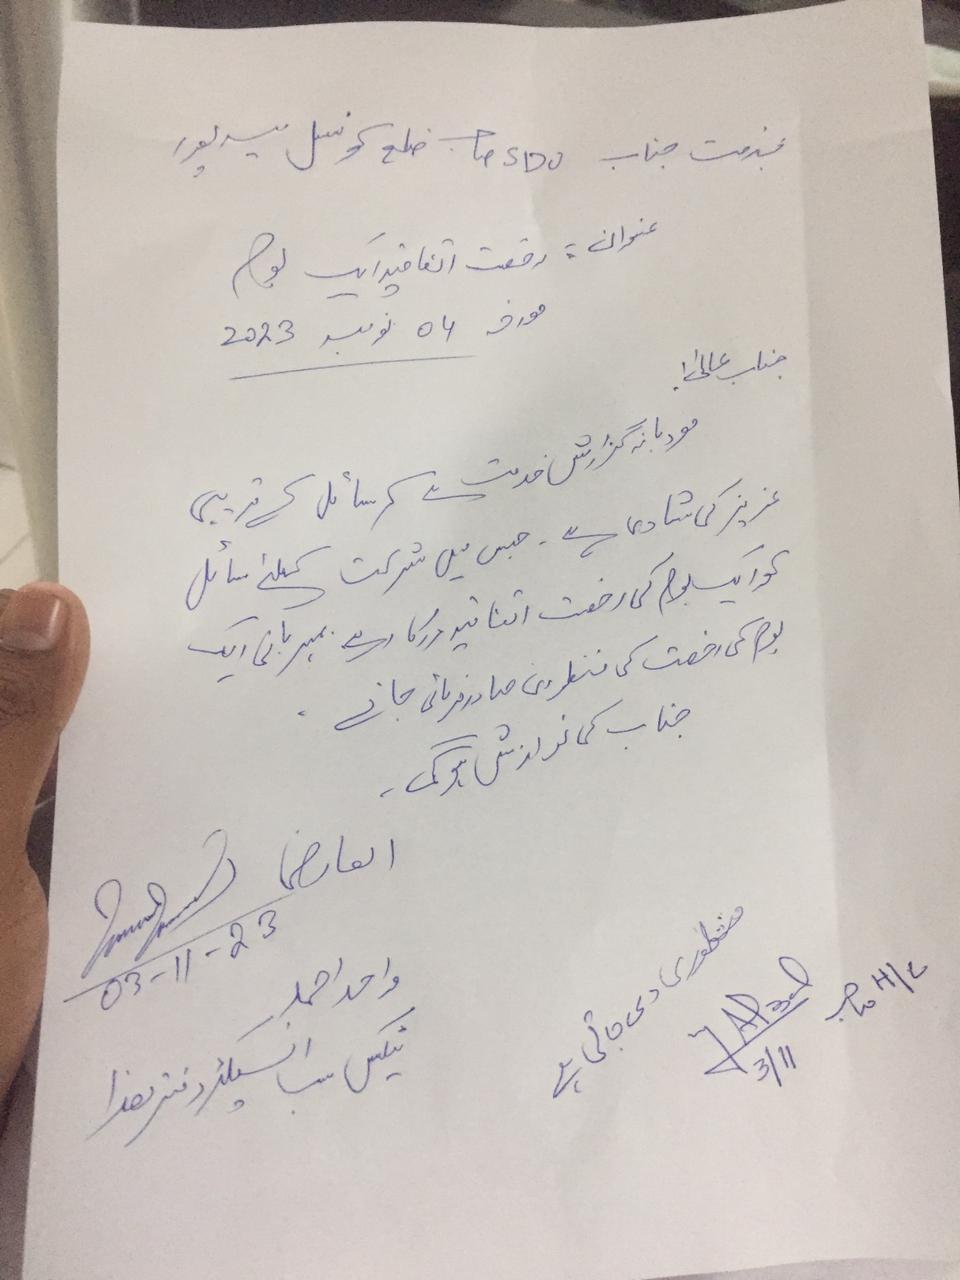 بخدمت جناب SDO صاحب ضلع کونسل میرپور
عنوان :- رخصت اتفاقیہ ایک یوم
مورخہ 04 نومبر 2023
جناب عالیٰ!
مودبانہ گزارش خدمت ہے کہ سائل کے قریبی
عزیز کی شادی ہے۔ جس میں شرکت کیلئے سائل
کو ایک یوم کی رخصت اتفاقیہ درکار ہے۔ مہربانی ایک
یوم کی رخصت کی منظوری صادر فرمائی جائے۔
جناب کی نوازش ہوگی۔
العارض
03-11-23
واحد احمد
ٹیکس سب انسپکٹر دفتر ھذا
منظوری دی جاتی ہے
3/11
H/C صاحب